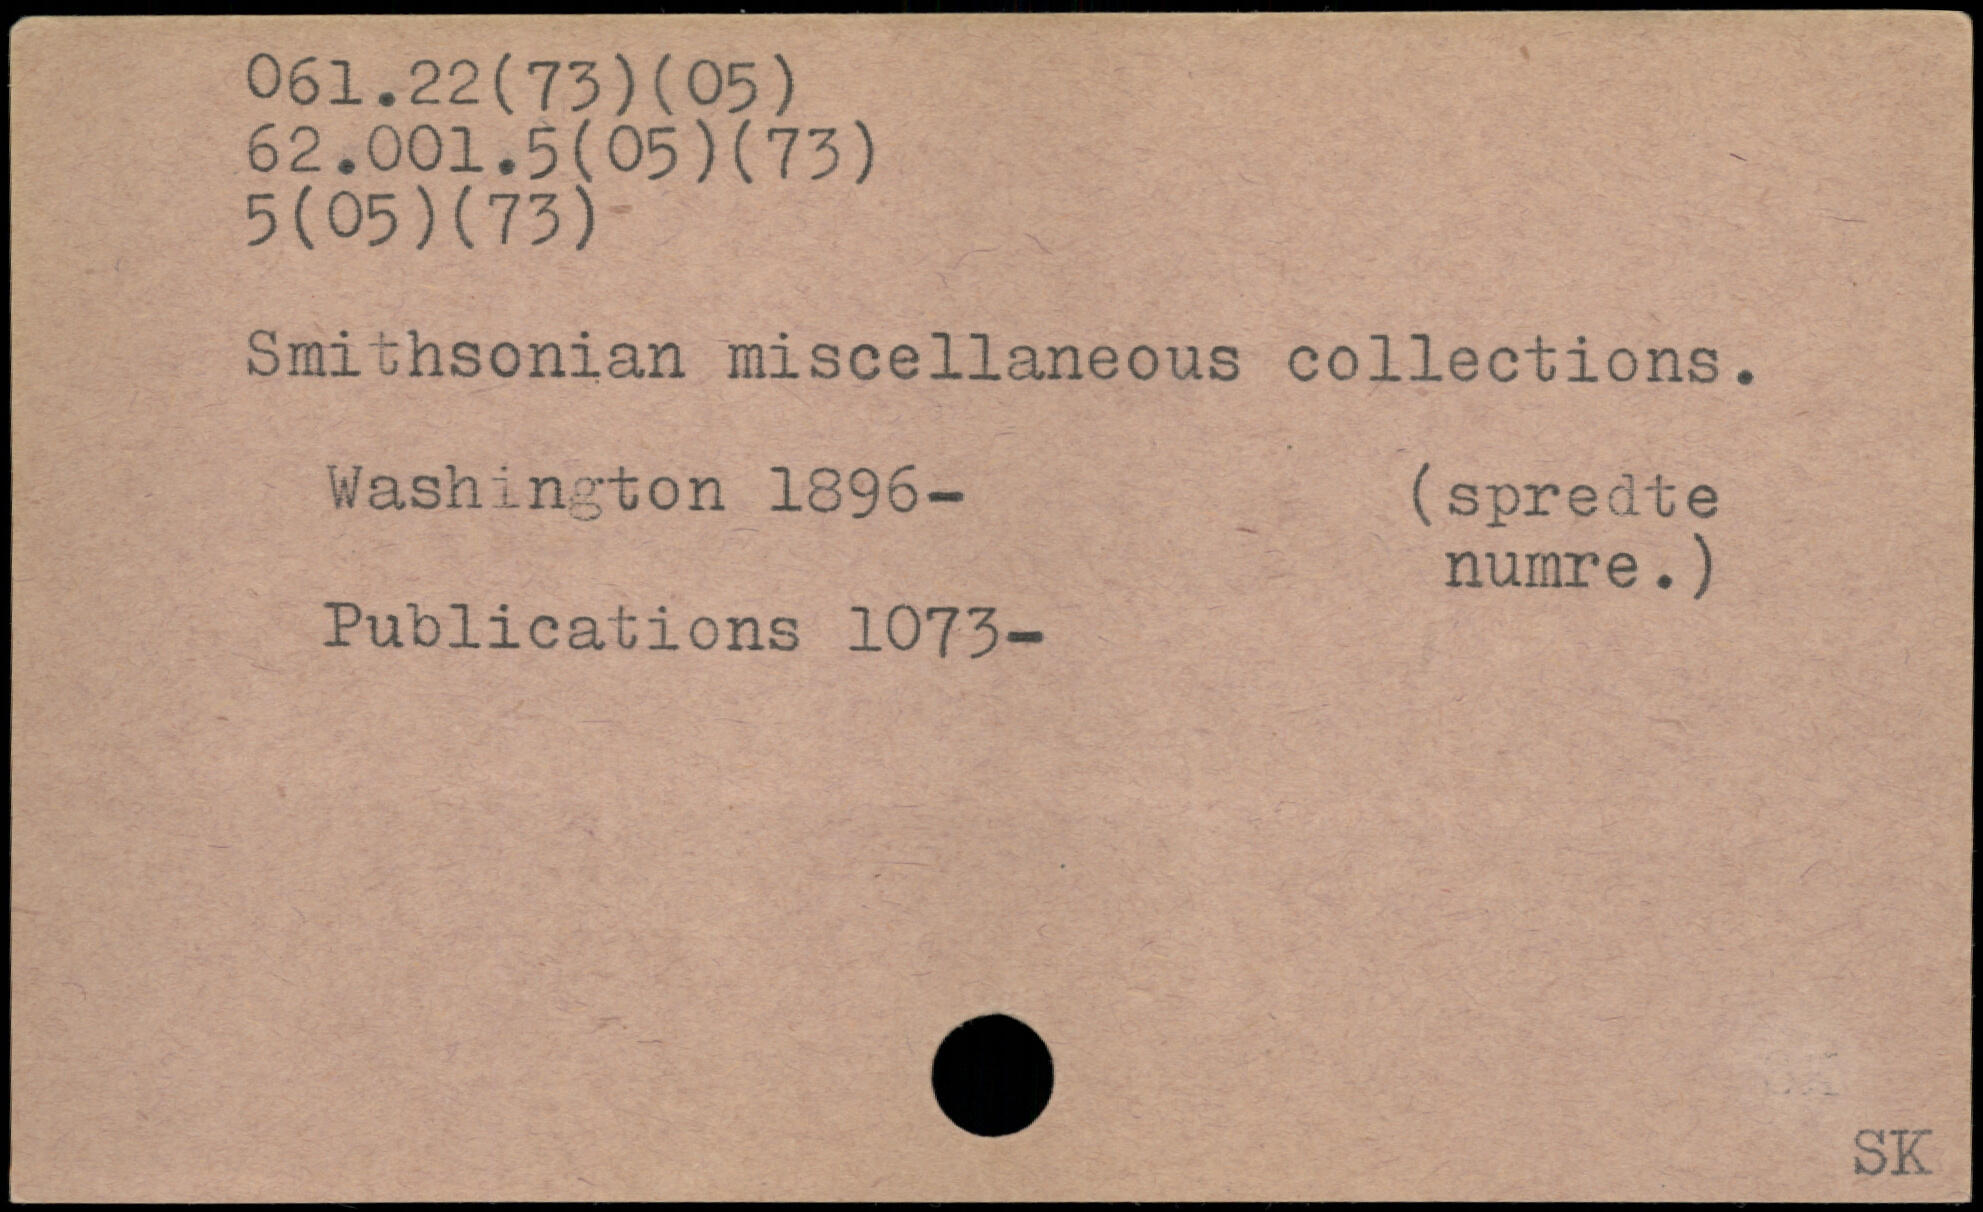 061.22(73)(05)
62.001.5(05)(73)
5(05)(73)
Smithsonian miscellaneous collections.
Washington 1896- (spredte
numre.)
Publications 1073-
SK